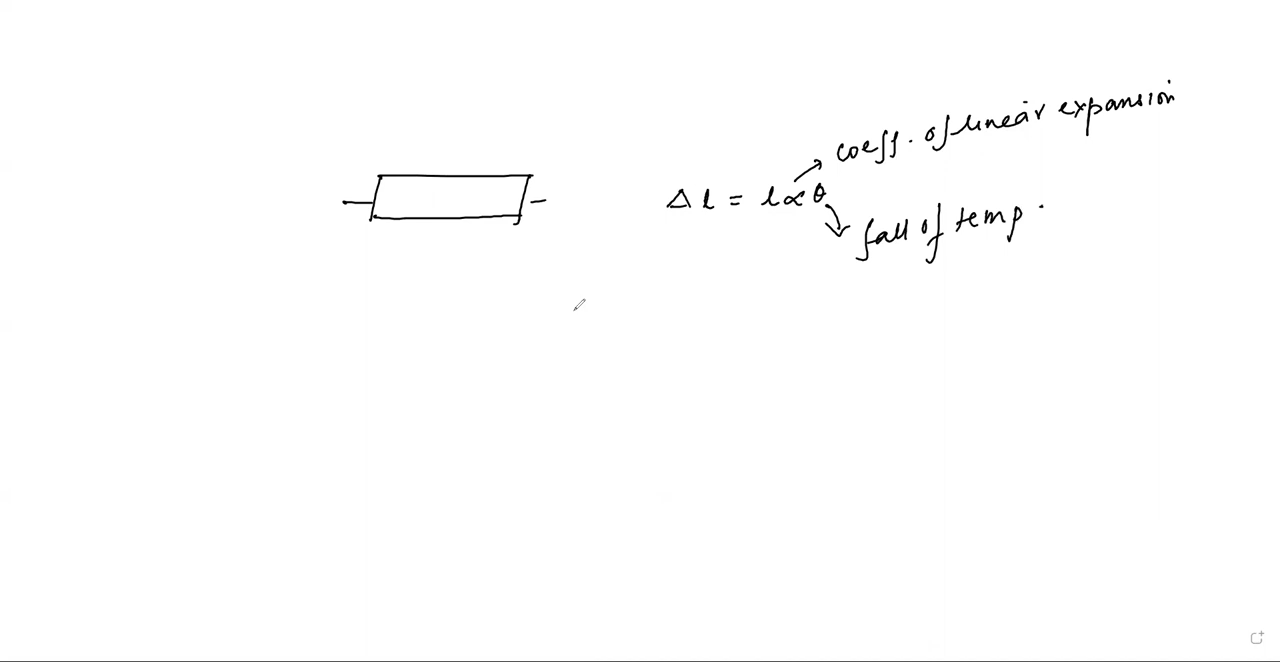 coeff. of linear expansion
Δl = lαθ
fall of temp.